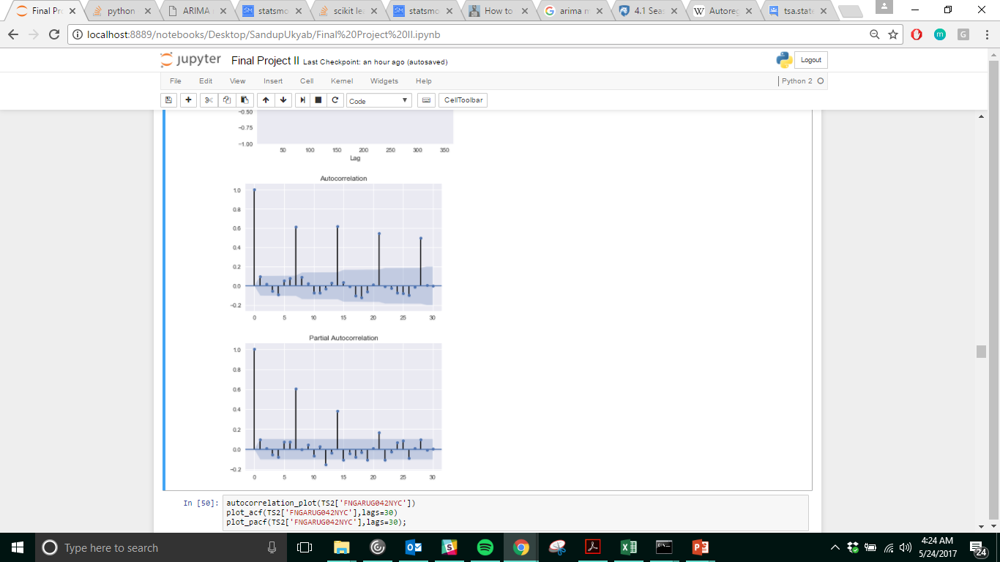 Final Pr
python
ARIMA
statsmo
scikit le
statsmo
How to
arima m
4.1 Seas
Autoreg
tsa.stat
localhost:8889/notebooks/Desktop/SandupUkyab/Final%20Project%20II.ipynb
jupyter Final Project II Last Checkpoint: an hour ago (autosaved)
Logout
File Edit View Insert Cell Kernel Widgets Help
Python 2
Code
CellToolbar
−0.50
−0.75
−1.00
50 100 150 200 250 300 350
Lag
Autocorrelation
1.0
0.8
0.6
0.4
0.2
0.0
−0.2
0 5 10 15 20 25 30
Partial Autocorrelation
1.0
0.8
0.6
0.4
0.2
0.0
−0.2
0 5 10 15 20 25 30
In [50]: autocorrelation_plot(TS2['FNGARUG042NYC'])
plot_acf(TS2['FNGARUG042NYC'],lags=30)
plot_pacf(TS2['FNGARUG042NYC'],lags=30);
Type here to search
4:24 AM
5/24/2017
24